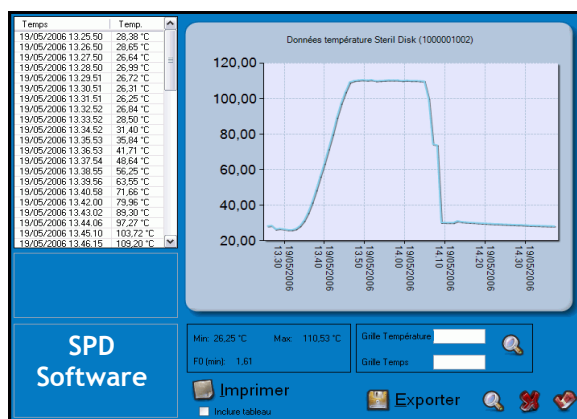 Temps Temp.
19/05/2006 13.25.50 28,38 °C
19/05/2006 13.26.50 28,65 °C
19/05/2006 13.27.50 26,64 °C
19/05/2006 13.28.50 26,99 °C
19/05/2006 13.29.51 26,72 °C
19/05/2006 13.30.51 26,31 °C
19/05/2006 13.31.51 26,25 °C
19/05/2006 13.32.52 26,84 °C
19/05/2006 13.33.52 28,50 °C
19/05/2006 13.34.52 31,40 °C
19/05/2006 13.35.53 35,84 °C
19/05/2006 13.36.53 41,71 °C
19/05/2006 13.37.54 48,64 °C
19/05/2006 13.38.55 56,25 °C
19/05/2006 13.39.56 63,55 °C
19/05/2006 13.40.58 71,66 °C
19/05/2006 13.42.00 79,96 °C
19/05/2006 13.43.02 89,30 °C
19/05/2006 13.44.06 97,27 °C
19/05/2006 13.45.10 103,72 °C
19/05/2006 13.46.15 109,20 °C
Données température Steril Disk (1000001002)
120,00
100,00
80,00
60,00
40,00
20,00
19/05/2006
13.30
19/05/2006
13.40
19/05/2006
13.50
19/05/2006
14.00
19/05/2006
14.10
19/05/2006
14.20
19/05/2006
14.30
SPD
Software
Min: 26,25 °C Max: 110,53 °C
F0 (min): 1,61
Grille Température
Grille Temps
Imprimer
Inclure tableau
Exporter